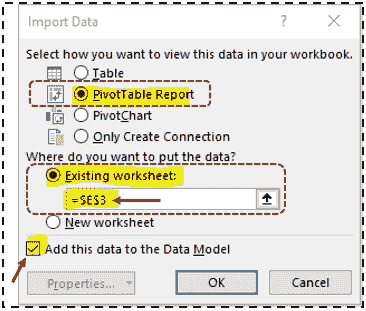 Import Data ? ×
Select how you want to view this data in your workbook.
Table
PivotTable Report
PivotChart
Only Create Connection
Where do you want to put the data?
Existing worksheet:
=$E$3
New worksheet
Add this data to the Data Model
Properties... OK Cancel